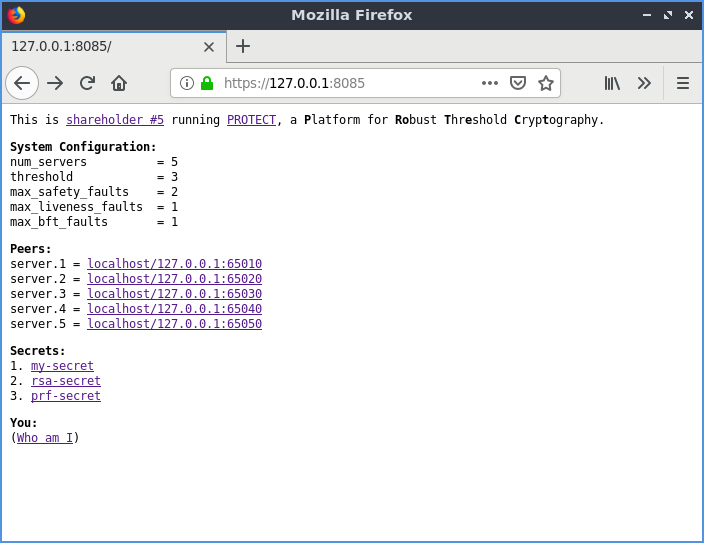 Mozilla Firefox
127.0.0.1:8085/
https://127.0.0.1:8085
This is shareholder #5 running PROTECT, a Platform for Robust Threshold Cryptography.
System Configuration:
num_servers = 5
threshold = 3
max_safety_faults = 2
max_liveness_faults = 1
max_bft_faults = 1
Peers:
server.1 = localhost/127.0.0.1:65010
server.2 = localhost/127.0.0.1:65020
server.3 = localhost/127.0.0.1:65030
server.4 = localhost/127.0.0.1:65040
server.5 = localhost/127.0.0.1:65050
Secrets:
1. my-secret
2. rsa-secret
3. prf-secret
You:
(Who am I)